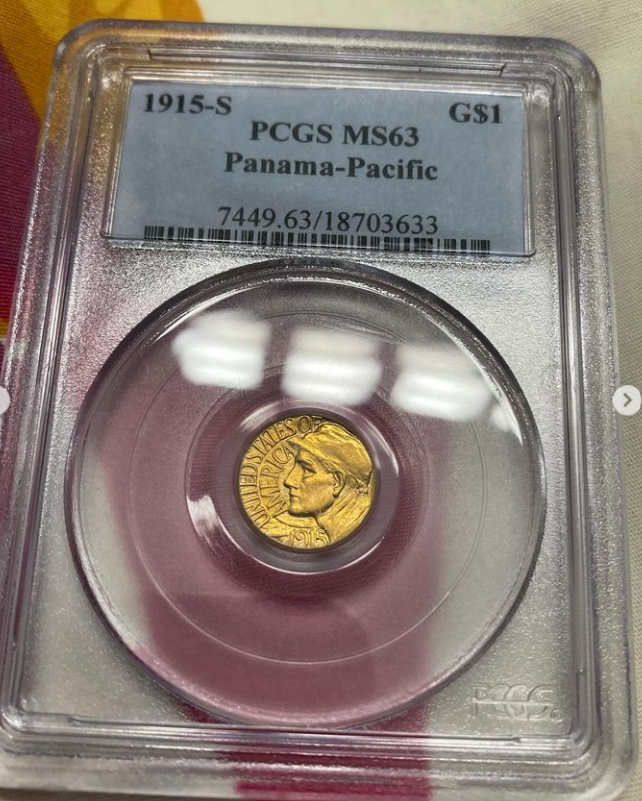 1915-S G$1
PCGS MS63
Panama-Pacific
7449.63/18703633
UNITED STATES OF
AMERICA
1915
PCGS